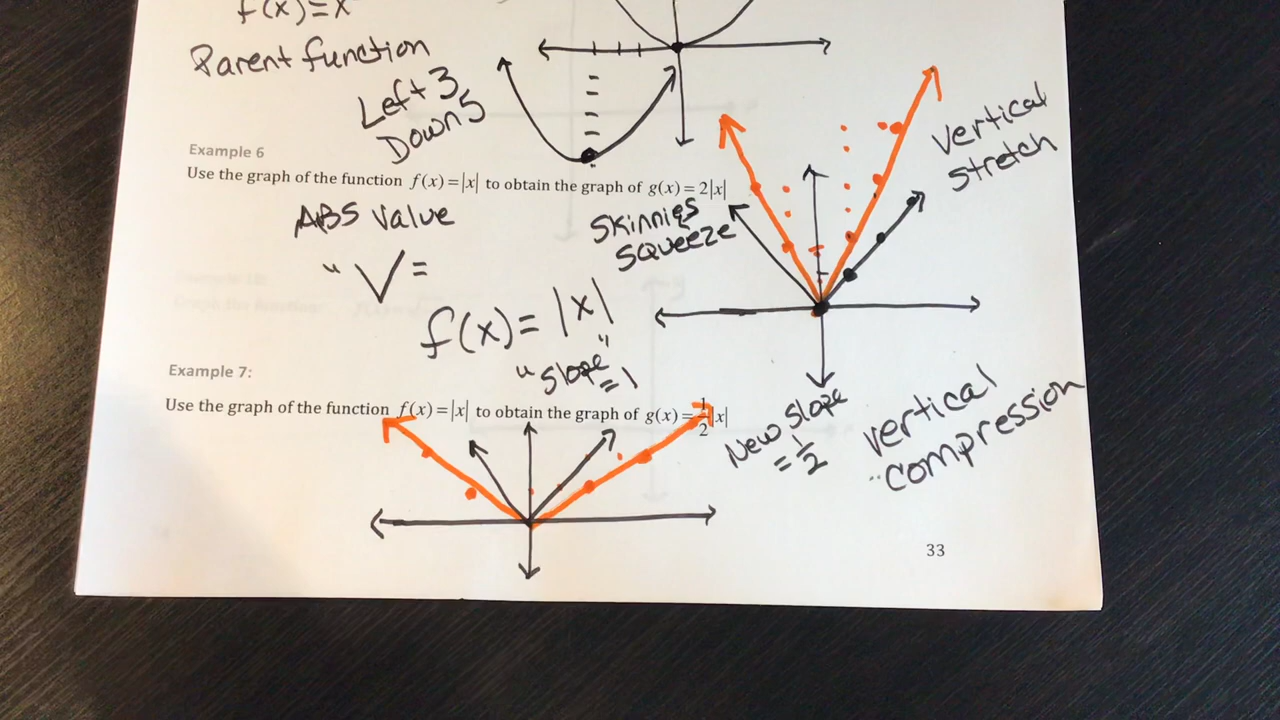 f(x)=x
Parent function
Left 3
Down 5
Example 6
Use the graph of the function f(x)=|x| to obtain the graph of g(x)=2|x|
Vertical
stretch
ABS Value
Skinnies
Squeeze
" V =
f(x)= |x|
"Slope"
=1
Example 7:
Use the graph of the function f(x)=|x| to obtain the graph of g(x)=1/2|x|
New Slope
=1/2
Vertical
compression
33